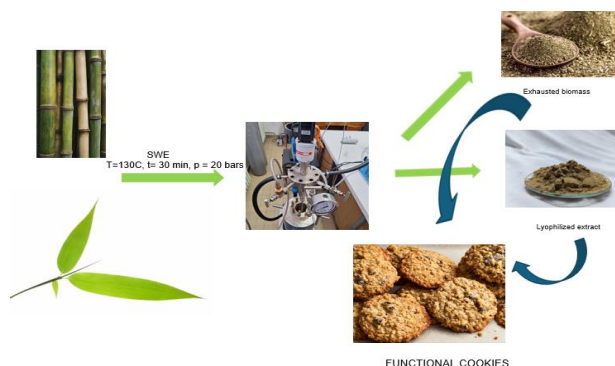 Exhausted biomass
SWE
T=130C, t= 30 min, p = 20 bars
Lyophilized extract
FUNCTIONAL COOKIES